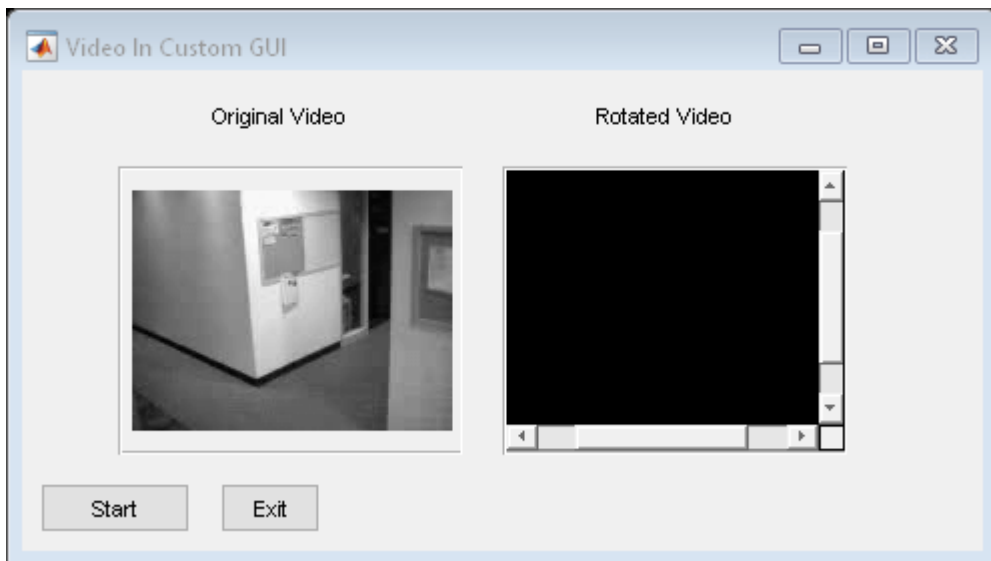 Video In Custom GUI
Original Video
Rotated Video
Start
Exit